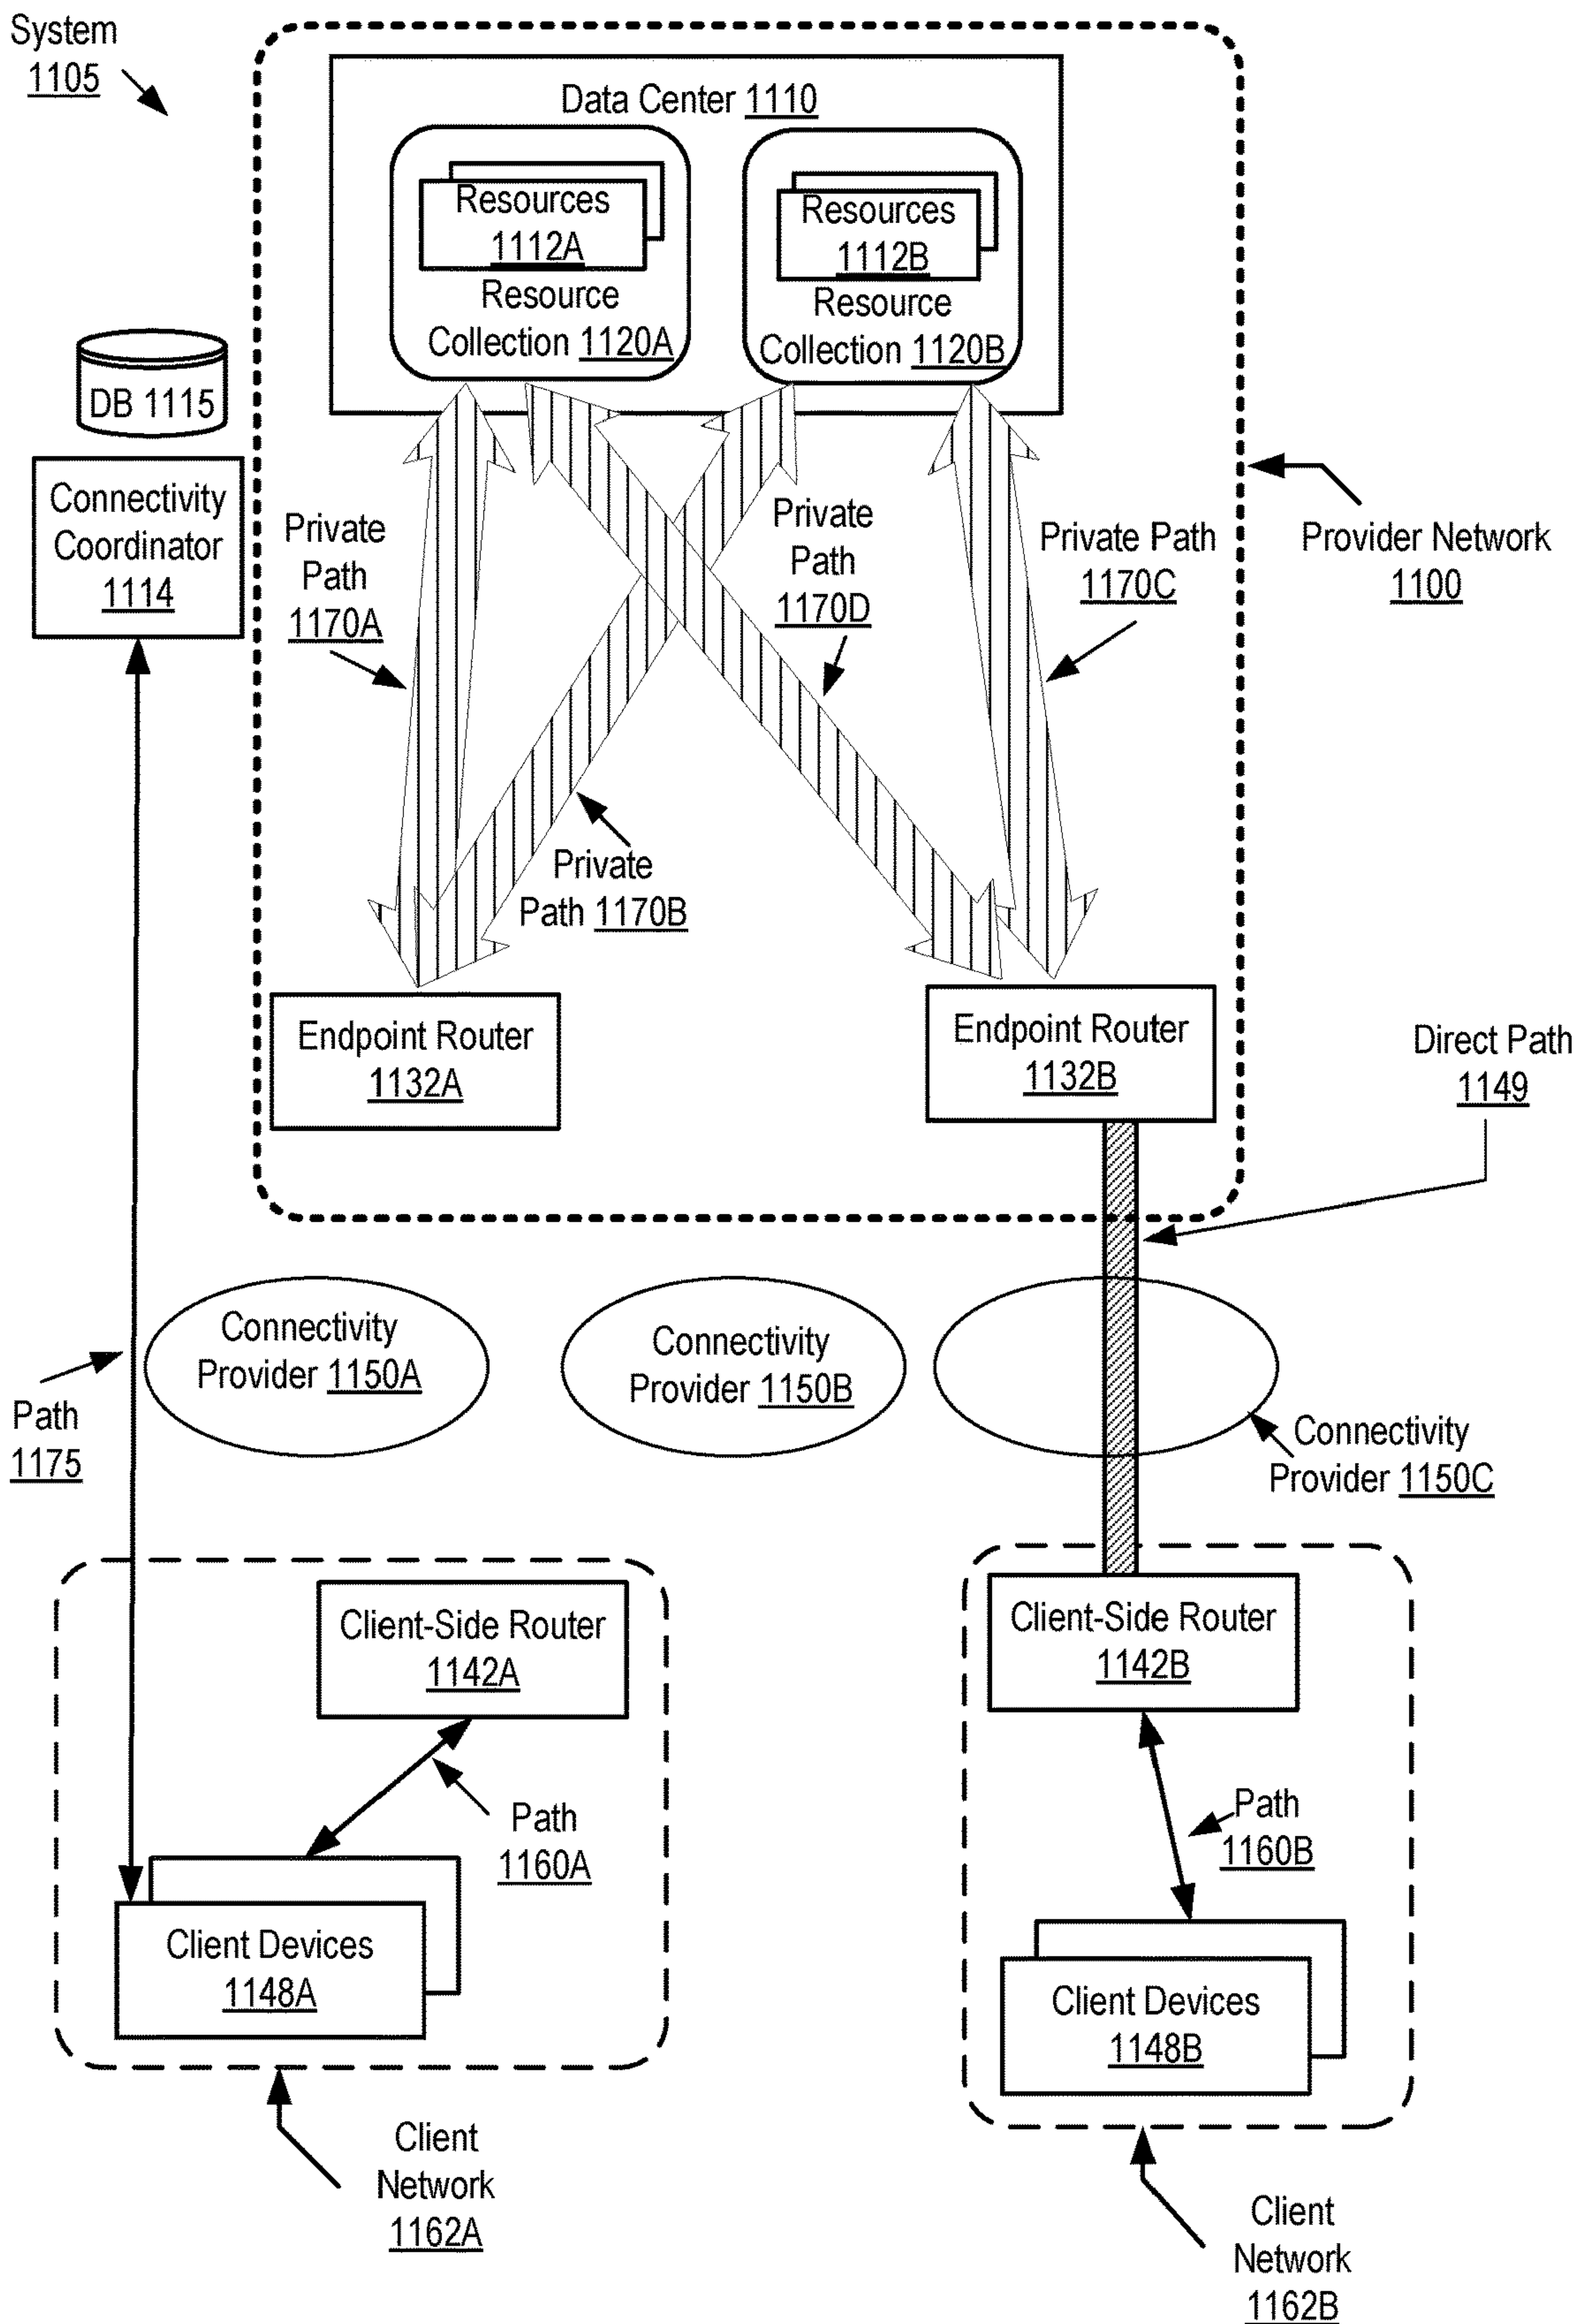 System
1105
Data Center 1110
Resources
1112A
Resource
Collection 1120A
Resources
1112B
Resource
Collection 1120B
DB 1115
Connectivity
Coordinator
1114
Private
Path
1170A
Private
Path
1170D
Private Path
1170C
Provider Network
1100
Private
Path 1170B
Endpoint Router
1132A
Endpoint Router
1132B
Direct Path
1149
Connectivity
Provider 1150A
Connectivity
Provider 1150B
Connectivity
Provider 1150C
Path
1175
Client-Side Router
1142A
Client-Side Router
1142B
Path
1160A
Path
1160B
Client Devices
1148A
Client Devices
1148B
Client
Network
1162A
Client
Network
1162B